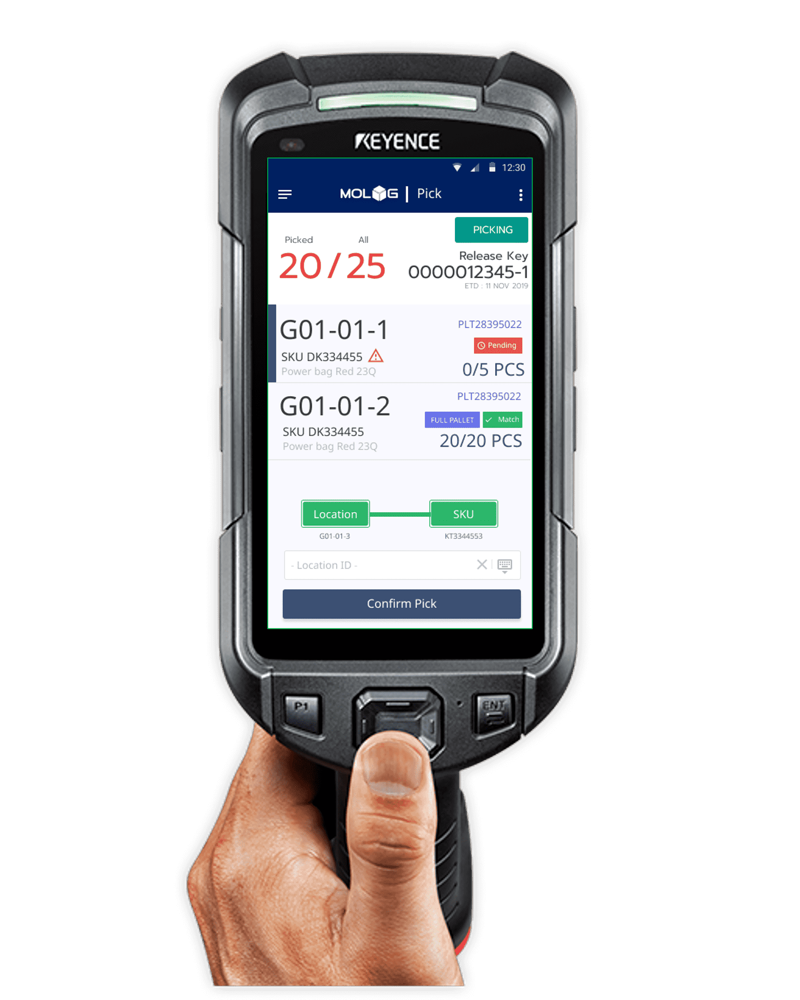 KEYENCE
12:30
MOLOG | Pick
PICKING
Picked All
20/25
Release Key
0000012345-1
ETD : 11 NOV 2019
G01-01-1
PLT28395022
Pending
SKU DK334455
Power bag Red 23Q
0/5 PCS
G01-01-2
PLT28395022
FULL PALLET
Match
SKU DK334455
Power bag Red 23Q
20/20 PCS
Location SKU
G01-01-3 KT3344553
- Location ID -
Confirm Pick
P1 ENT